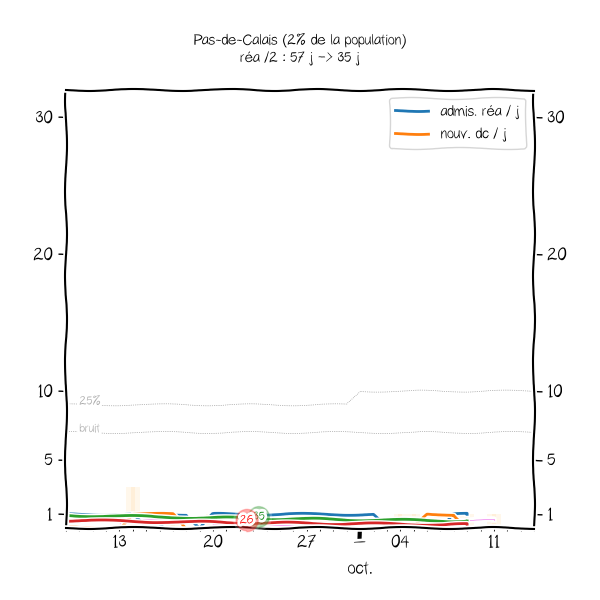 Pas-de-Calais (2% de la population)
réa /2 : 57 j -> 35 j
admis. réa / j
nouv. dc / j
30 30
20 20
10 10
25%
bruit
5 5
26 35
1 1
13 20 27 04 11
oct.